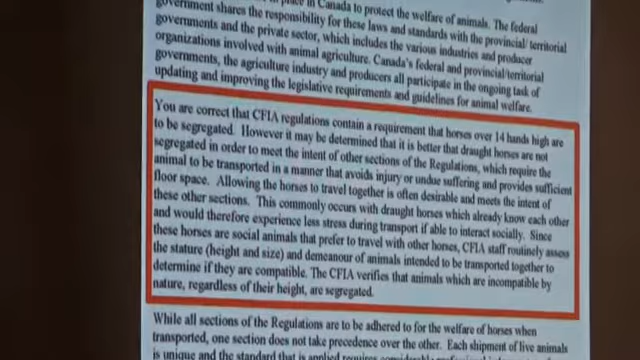 in place in Canada to protect the welfare of animals. The federal
government shares the responsibility for these laws and standards with the provincial/territorial
governments and the private sector, which includes the various industries and producer
organizations involved with animal agriculture. Canada's federal and provincial/territorial
governments, the agriculture industry and producers all participate in the ongoing task of
updating and improving the legislative requirements and guidelines for animal welfare.
You are correct that CFIA regulations contain a requirement that horses over 14 hands high are
to be segregated. However it may be determined that it is better that draught horses are not
segregated in order to meet the intent of other sections of the Regulations, which require the
animal to be transported in a manner that avoids injury or undue suffering and provides sufficient
floor space. Allowing the horses to travel together is often desirable and meets the intent of
these other sections. This commonly occurs with draught horses which already know each other
and would therefore experience less stress during transport if able to interact socially. Since
these horses are social animals that prefer to travel with other horses, CFIA staff routinely assess
the stature (height and size) and demeanour of animals intended to be transported together to
determine if they are compatible. The CFIA verifies that animals which are incompatible by
nature, regardless of their height, are segregated.
While all sections of the Regulations are to be adhered to for the welfare of horses when
transported, one section does not take precedence over the other. Each shipment of live animals
is unique and the standard that is applied requires